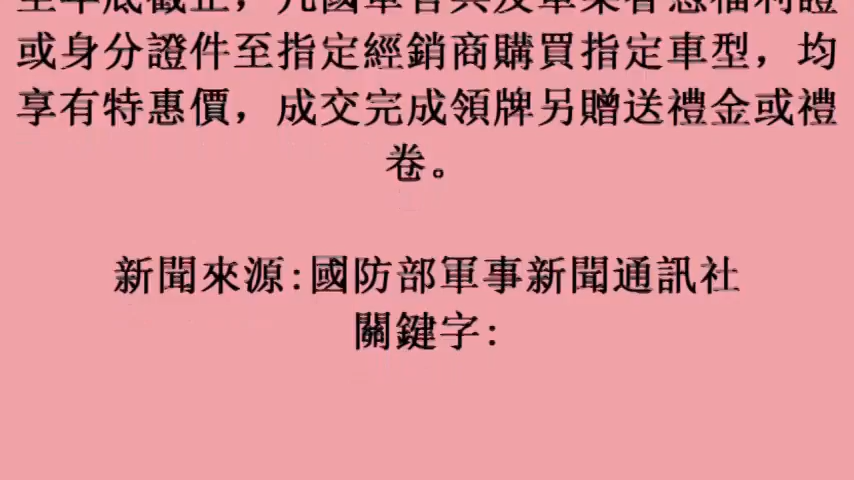 或身分證件至指定經銷商購買指定車型，均
享有特惠價，成交完成領牌另贈送禮金或禮
卷。
新聞來源:國防部軍事新聞通訊社
關鍵字: